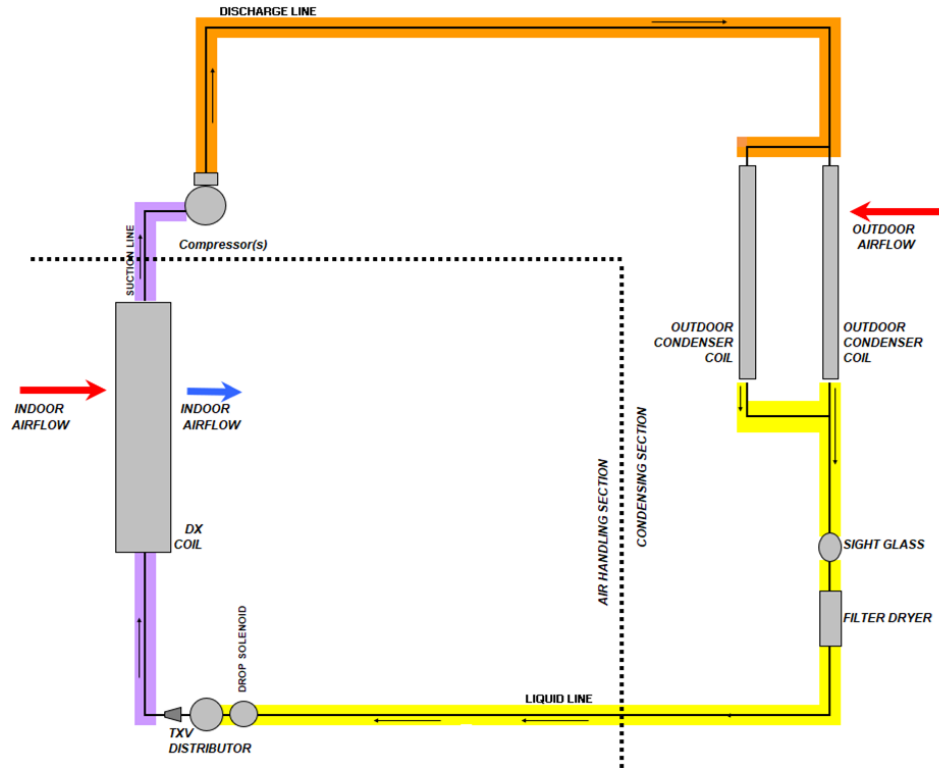 DISCHARGE LINE
SUCTION LINE
Compressor(s)
OUTDOOR
AIRFLOW
OUTDOOR
CONDENSER
COIL
OUTDOOR
CONDENSER
COIL
INDOOR
AIRFLOW
INDOOR
AIRFLOW
AIR HANDLING SECTION
CONDENSING SECTION
DX
COIL
SIGHT GLASS
FILTER DRYER
DROP SOLENOID
LIQUID LINE
TXV
DISTRIBUTOR